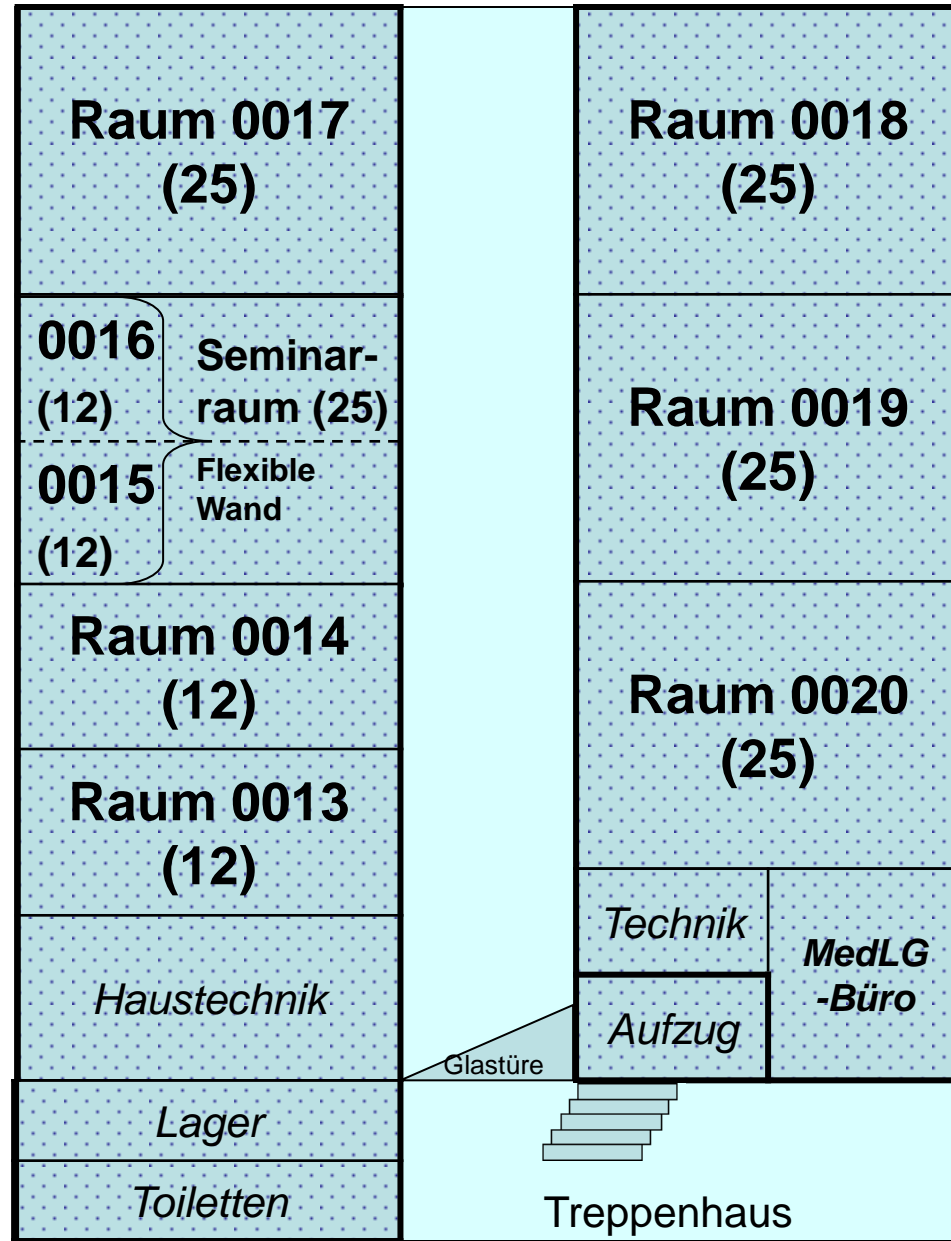 Raum 0017
(25)
0016
(12)
Seminar-
raum (25)
0015
(12)
Flexible
Wand
Raum 0014
(12)
Raum 0013
(12)
Haustechnik
Lager
Toiletten
Glastüre
Raum 0018
(25)
Raum 0019
(25)
Raum 0020
(25)
Technik
MedLG
-Büro
Aufzug
Treppenhaus